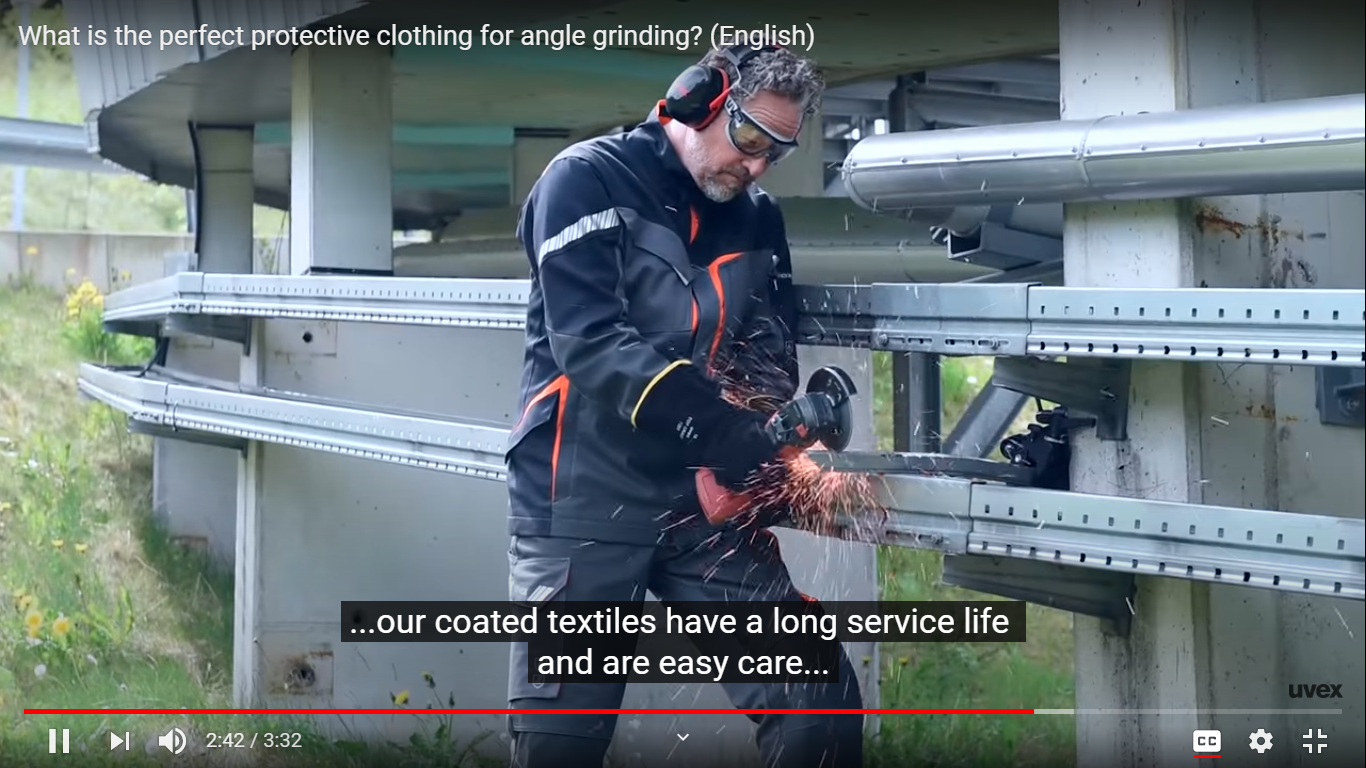 What is the perfect protective clothing for angle grinding? (English)
...our coated textiles have a long service life
and are easy care...
uvex
2:42 / 3:32
CC